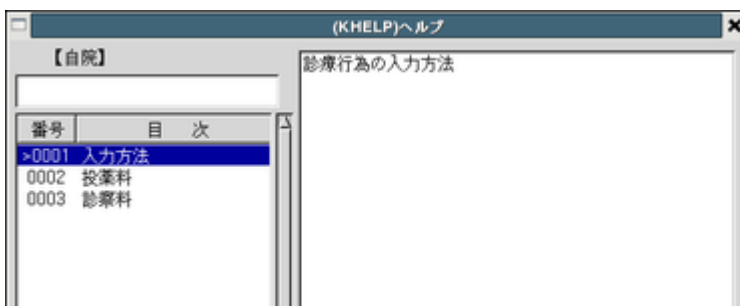 (KHELP)ヘルプ
【自院】
診療行為の入力方法
番号 目 次
>0001 入力方法
0002 投薬料
0003 診察料